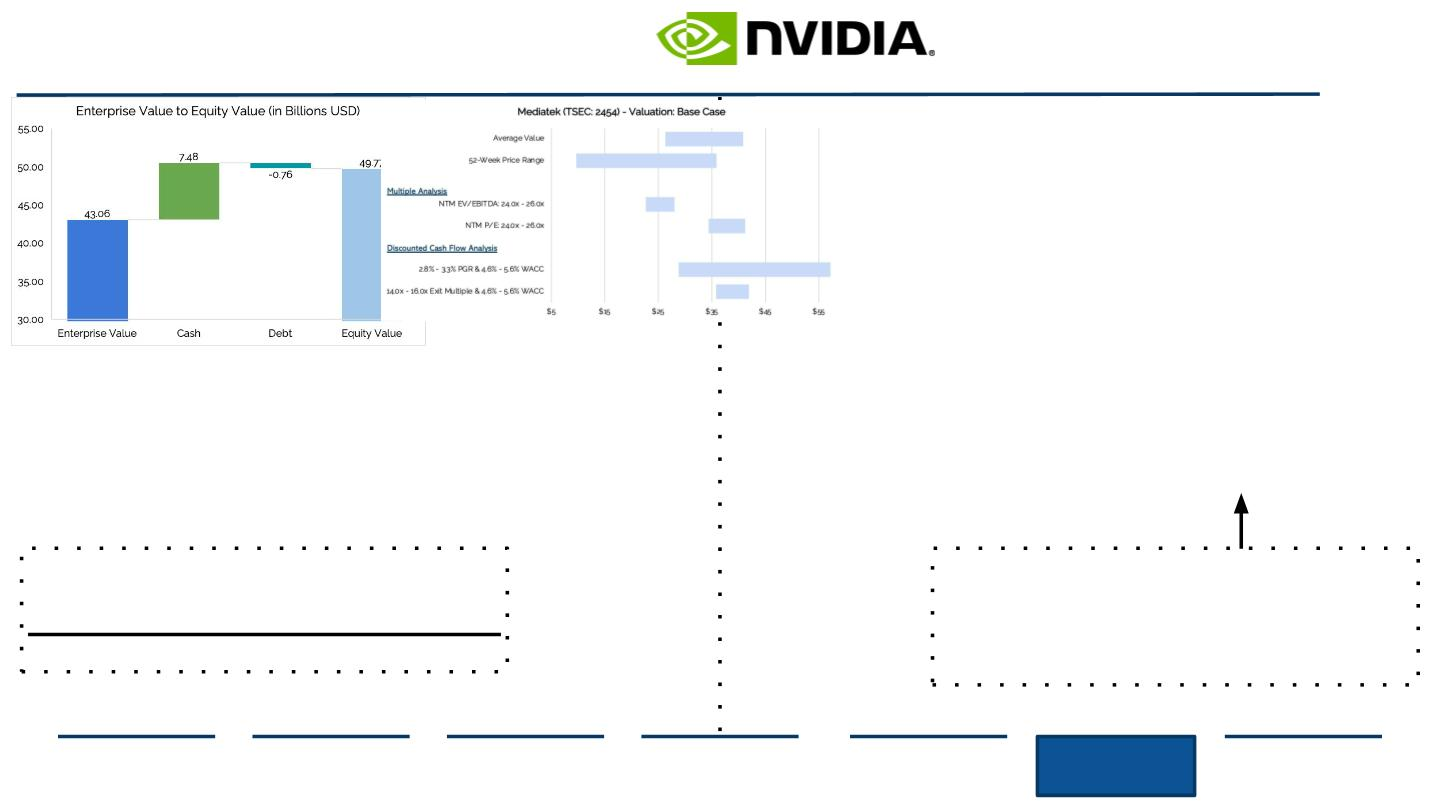 NVIDIA.
Enterprise Value to Equity Value (in Billions USD)
55.00
50.00
45.00
40.00
35.00
30.00
43.06
7.48
-0.76
49.77
Enterprise Value
Cash
Debt
Equity Value
Mediatek (TSEC: 2454) - Valuation: Base Case
Average Value
52-Week Price Range
Multiple Analysis
NTM EV/EBITDA: 24.0x - 26.0x
NTM P/E: 24.0x - 26.0x
Discounted Cash Flow Analysis
2.8% - 3.3% PGR & 4.6% - 5.6% WACC
14.0x - 16.0x Exit Multiple & 4.6% - 5.6% WACC
$5
$15
$25
$35
$45
$55